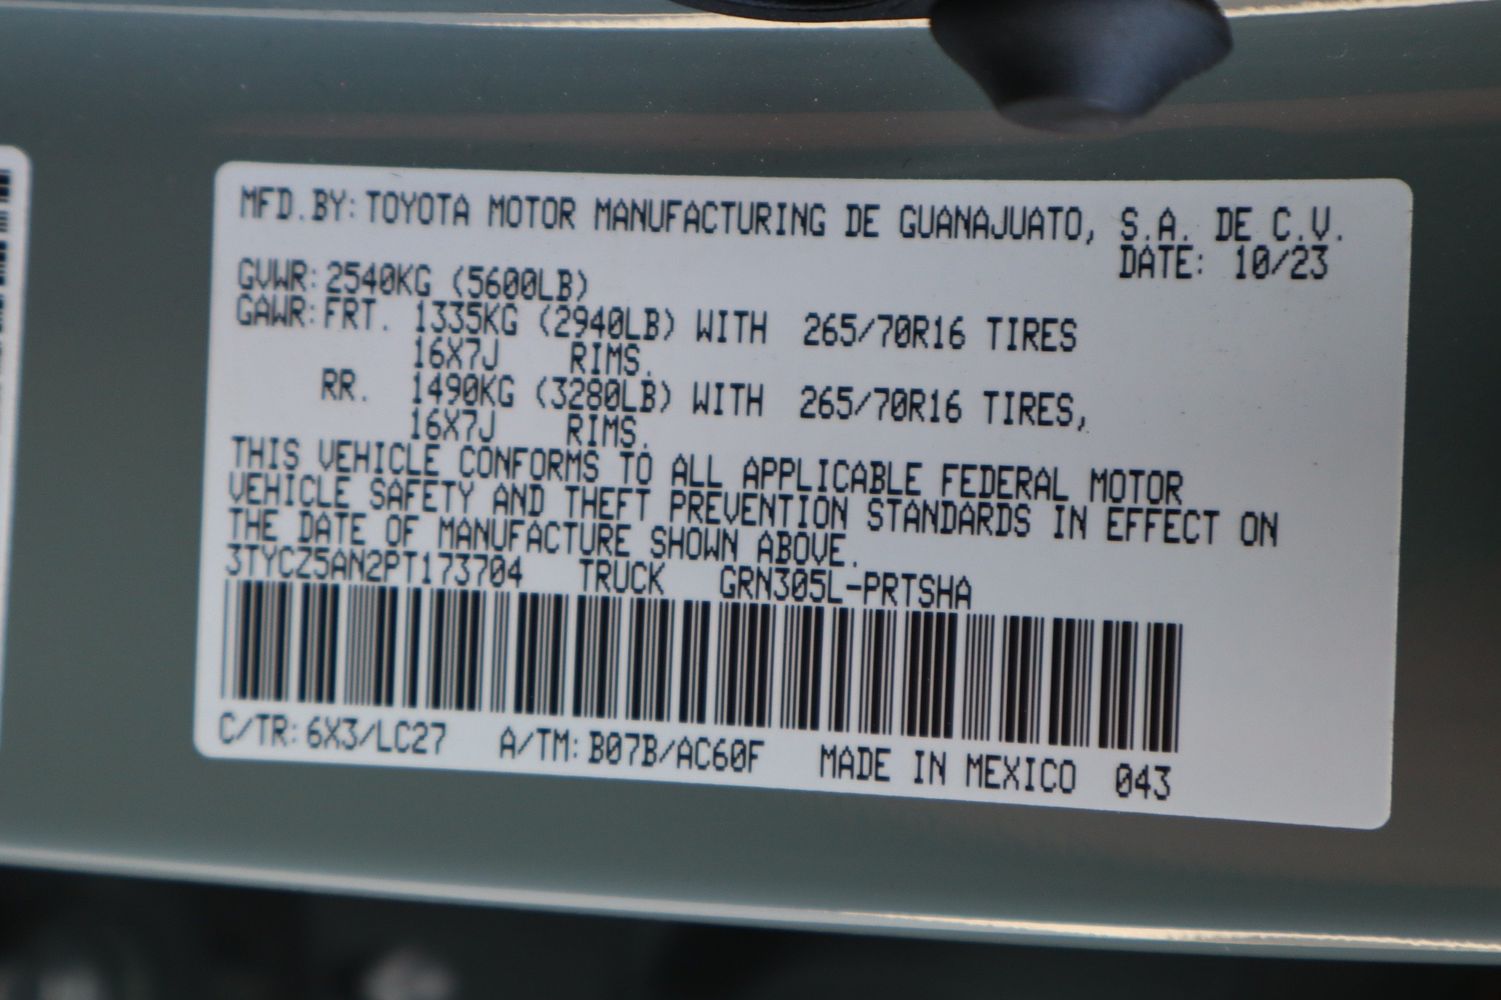 MFD.BY:TOYOTA MOTOR MANUFACTURING DE GUANAJUATO, S.A. DE C.V.
DATE: 10/23
GVWR:2540KG (5600LB)
GAWR:FRT. 1335KG (2940LB) WITH 265/70R16 TIRES
16X7J RIMS.
RR. 1490KG (3280LB) WITH 265/70R16 TIRES,
16X7J RIMS.
THIS VEHICLE CONFORMS TO ALL APPLICABLE FEDERAL MOTOR
VEHICLE SAFETY AND THEFT PREVENTION STANDARDS IN EFFECT ON
THE DATE OF MANUFACTURE SHOWN ABOVE.
3TYCZ5AN2PT173704 TRUCK GRN305L-PRTSHA
C/TR:6X3/LC27 A/TM:B07B/AC60F MADE IN MEXICO 043